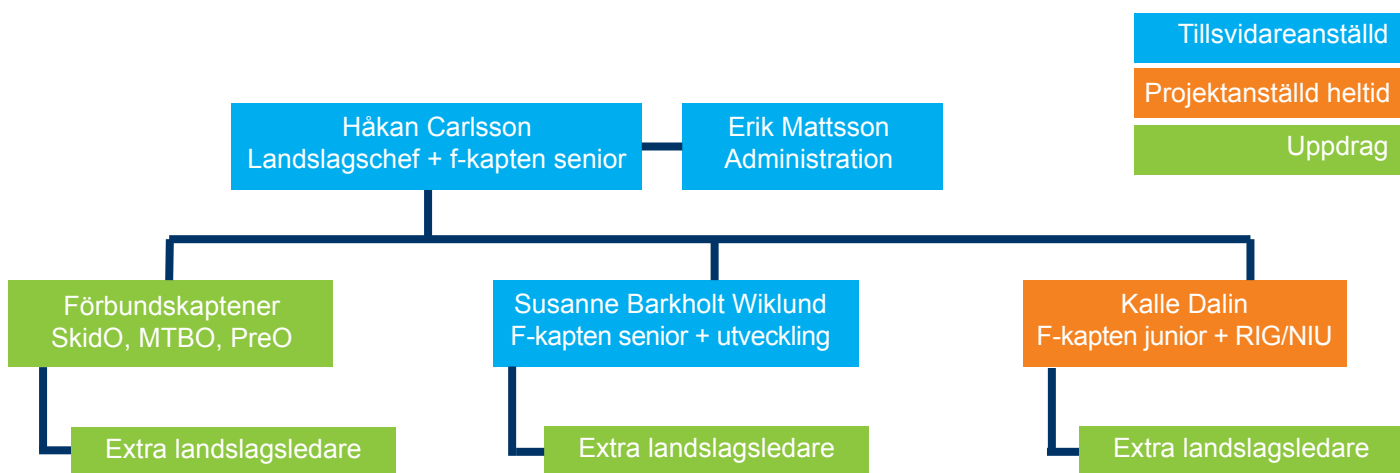 Tillsvidareanställd
Projektanställd heltid
Uppdrag
Håkan Carlsson
Landslagschef + f-kapten senior
Erik Mattsson
Administration
Förbundskaptener
SkidO, MTBO, PreO
Susanne Barkholt Wiklund
F-kapten senior + utveckling
Kalle Dalin
F-kapten junior + RIG/NIU
Extra landslagsledare
Extra landslagsledare
Extra landslagsledare